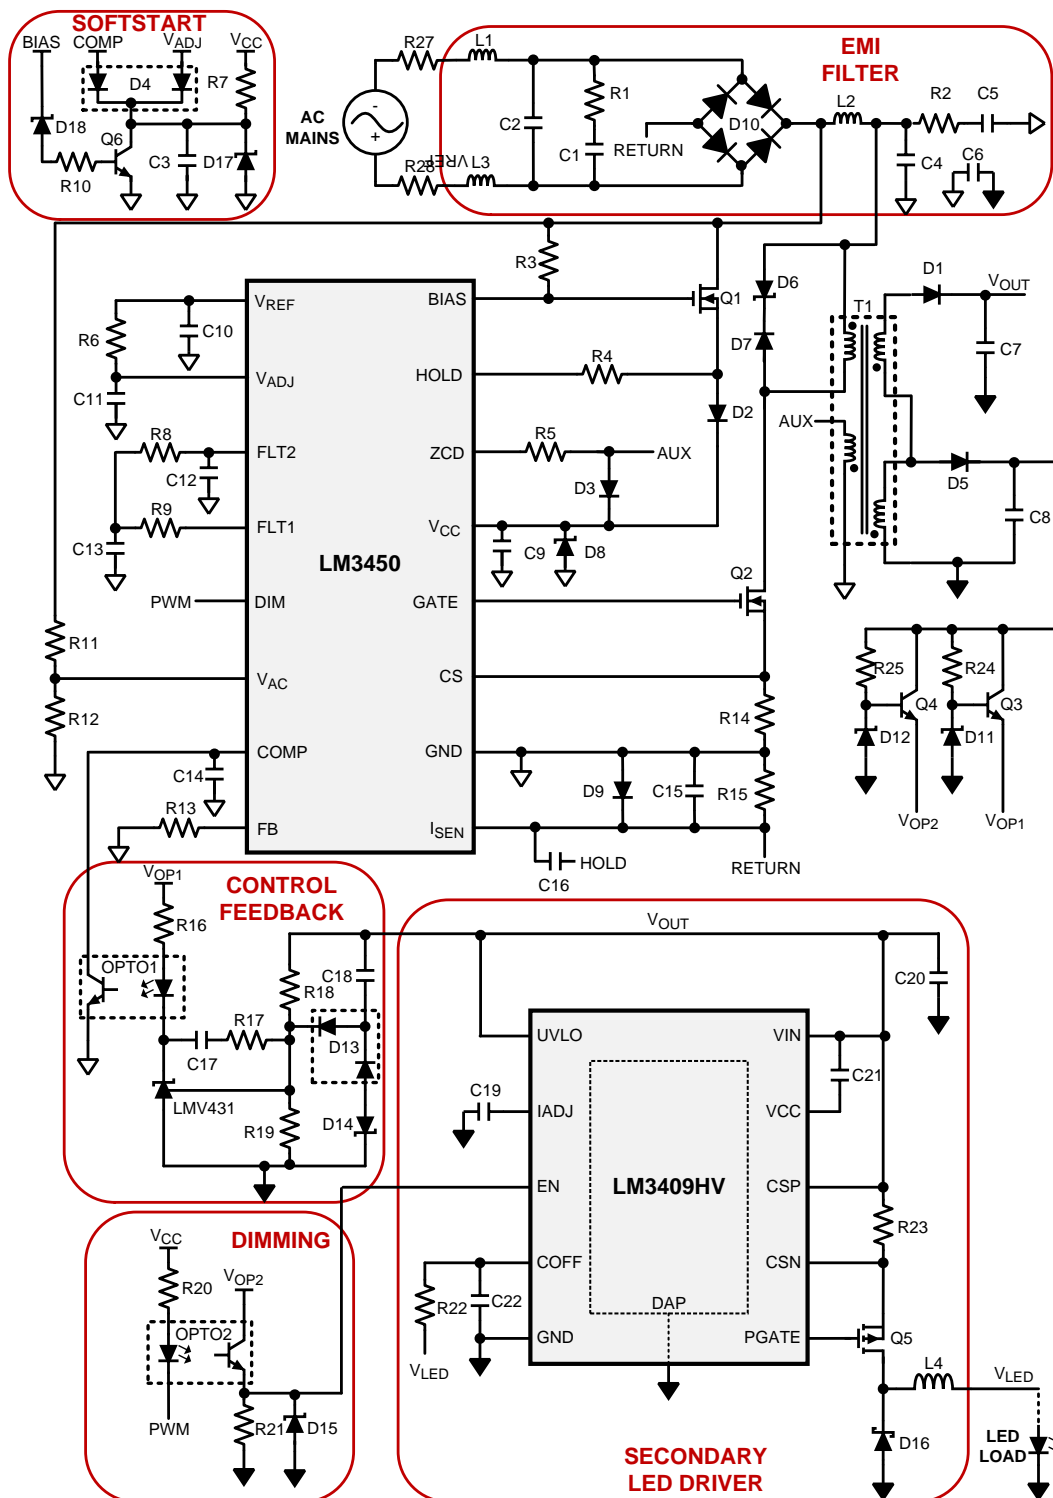 SOFTSTART
BIAS
COMP
VADJ
VCC
D4
R7
D18
Q6
R10
C3
D17
R27
L1
AC
MAINS
R28
VREF
L3
EMI
FILTER
R1
C2
C1
RETURN
D10
L2
R2
C5
C4
C6
R3
Q1
D6
D7
R4
D2
T1
D1
VOUT
C7
AUX
D5
C8
LM3450
VREF
VADJ
FLT2
FLT1
DIM
VAC
COMP
FB
BIAS
HOLD
ZCD
VCC
GATE
CS
GND
ISEN
R6
C10
C11
R8
C12
R9
C13
PWM
R11
R12
C14
R13
R5
AUX
D3
C9
D8
Q2
R14
D9
C15
R15
C16
HOLD
RETURN
R25
R24
Q4
Q3
D12
D11
VOP2
VOP1
CONTROL
FEEDBACK
VOP1
R16
OPTO1
R18
C18
R17
C17
D13
LMV431
R19
D14
DIMMING
VCC
R20
VOP2
OPTO2
PWM
R21
D15
VOUT
C20
LM3409HV
UVLO
IADJ
EN
COFF
GND
VIN
VCC
CSP
CSN
PGATE
DAP
C19
C21
R23
R22
C22
VLED
Q5
L4
VLED
D16
LED
LOAD
SECONDARY
LED DRIVER